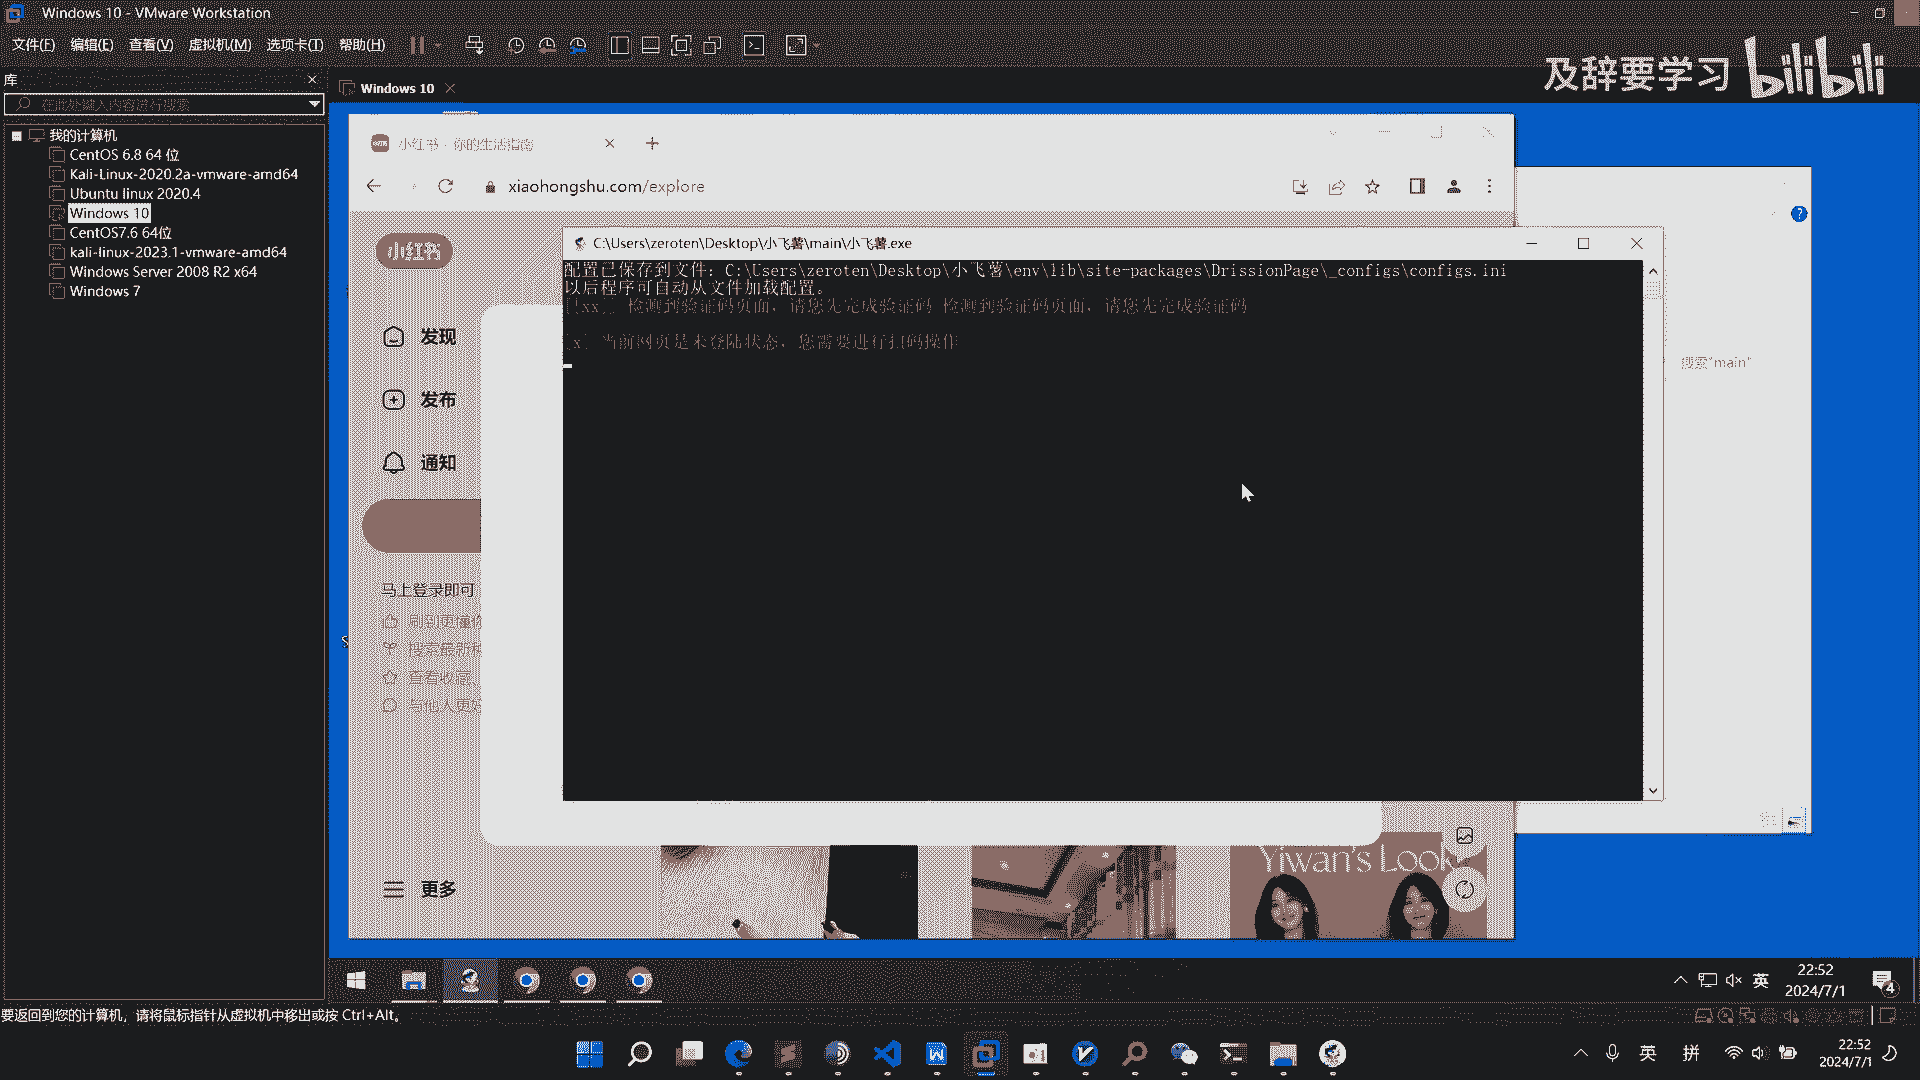 Windows 10 - VMware Workstation
文件(F) 编辑(E) 查看(V) 虚拟机(M) 选项卡(T) 帮助(H)
及辞要学习 bilibili
库
在此处键入内容进行搜索
我的计算机
CentOS 6.8 64 位
Kali-Linux-2020.2a-vmware-amd64
Ubuntu linux 2020.4
Windows 10
CentOS7.6 64位
kali-linux-2023.1-vmware-amd64
Windows Server 2008 R2 x64
Windows 7
Windows 10
小红书 - 你的生活指南
xiaohongshu.com/explore
小红书
发现
发布
通知
马上登录即可
刷到更懂你
搜索最新种
查看收藏、
与他人更好
更多
C:\Users\zeroten\Desktop\小飞薯\main\小飞薯.exe
配置已保存到文件: C:\Users\zeroten\Desktop\小飞薯\env\lib\site-packages\DrissionPage\_configs\configs.ini
以后程序可自动从文件加载配置。
[[xx]] 检测到验证码页面，请您先完成验证码 检测到验证码页面，请您先完成验证码
[x] 当前网页是未登陆状态，您需要进行扫码操作
搜索"main"
Yiwan's Look
英
22:52
2024/7/1
4
要返回到您的计算机，请将鼠标指针从虚拟机中移出或按 Ctrl+Alt。
英 拼
22:52
2024/7/1